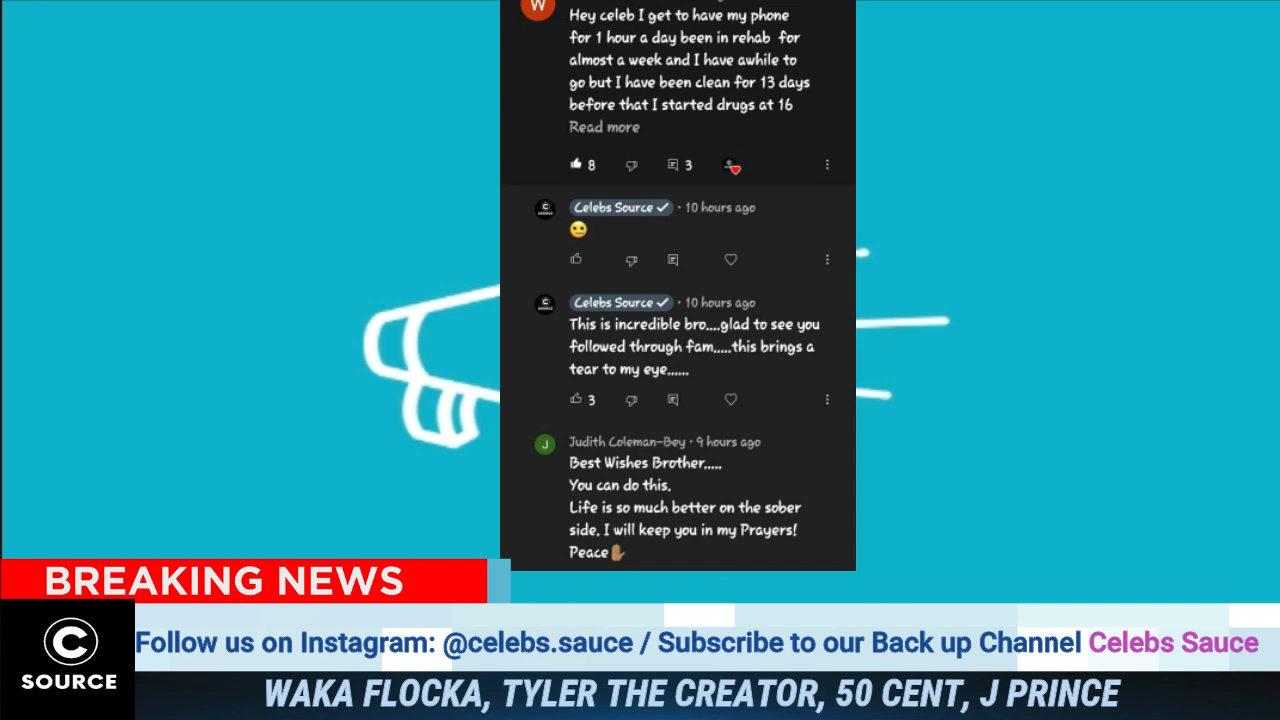 W
Hey celeb I get to have my phone
for 1 hour a day been in rehab for
almost a week and I have awhile to
go but I have been clean for 13 days
before that I started drugs at 16
Read more
8 3
Celebs Source ✓ • 10 hours ago
🤐
Celebs Source ✓ • 10 hours ago
This is incredible bro....glad to see you
followed through fam.....this brings a
tear to my eye......
3
J
Judith Coleman-Bey • 9 hours ago
Best Wishes Brother.....
You can do this.
Life is so much better on the sober
side. I will keep you in my Prayers!
Peace✋🏽
BREAKING NEWS
C
SOURCE
Follow us on Instagram: @celebs.sauce / Subscribe to our Back up Channel Celebs Sauce
WAKA FLOCKA, TYLER THE CREATOR, 50 CENT, J PRINCE